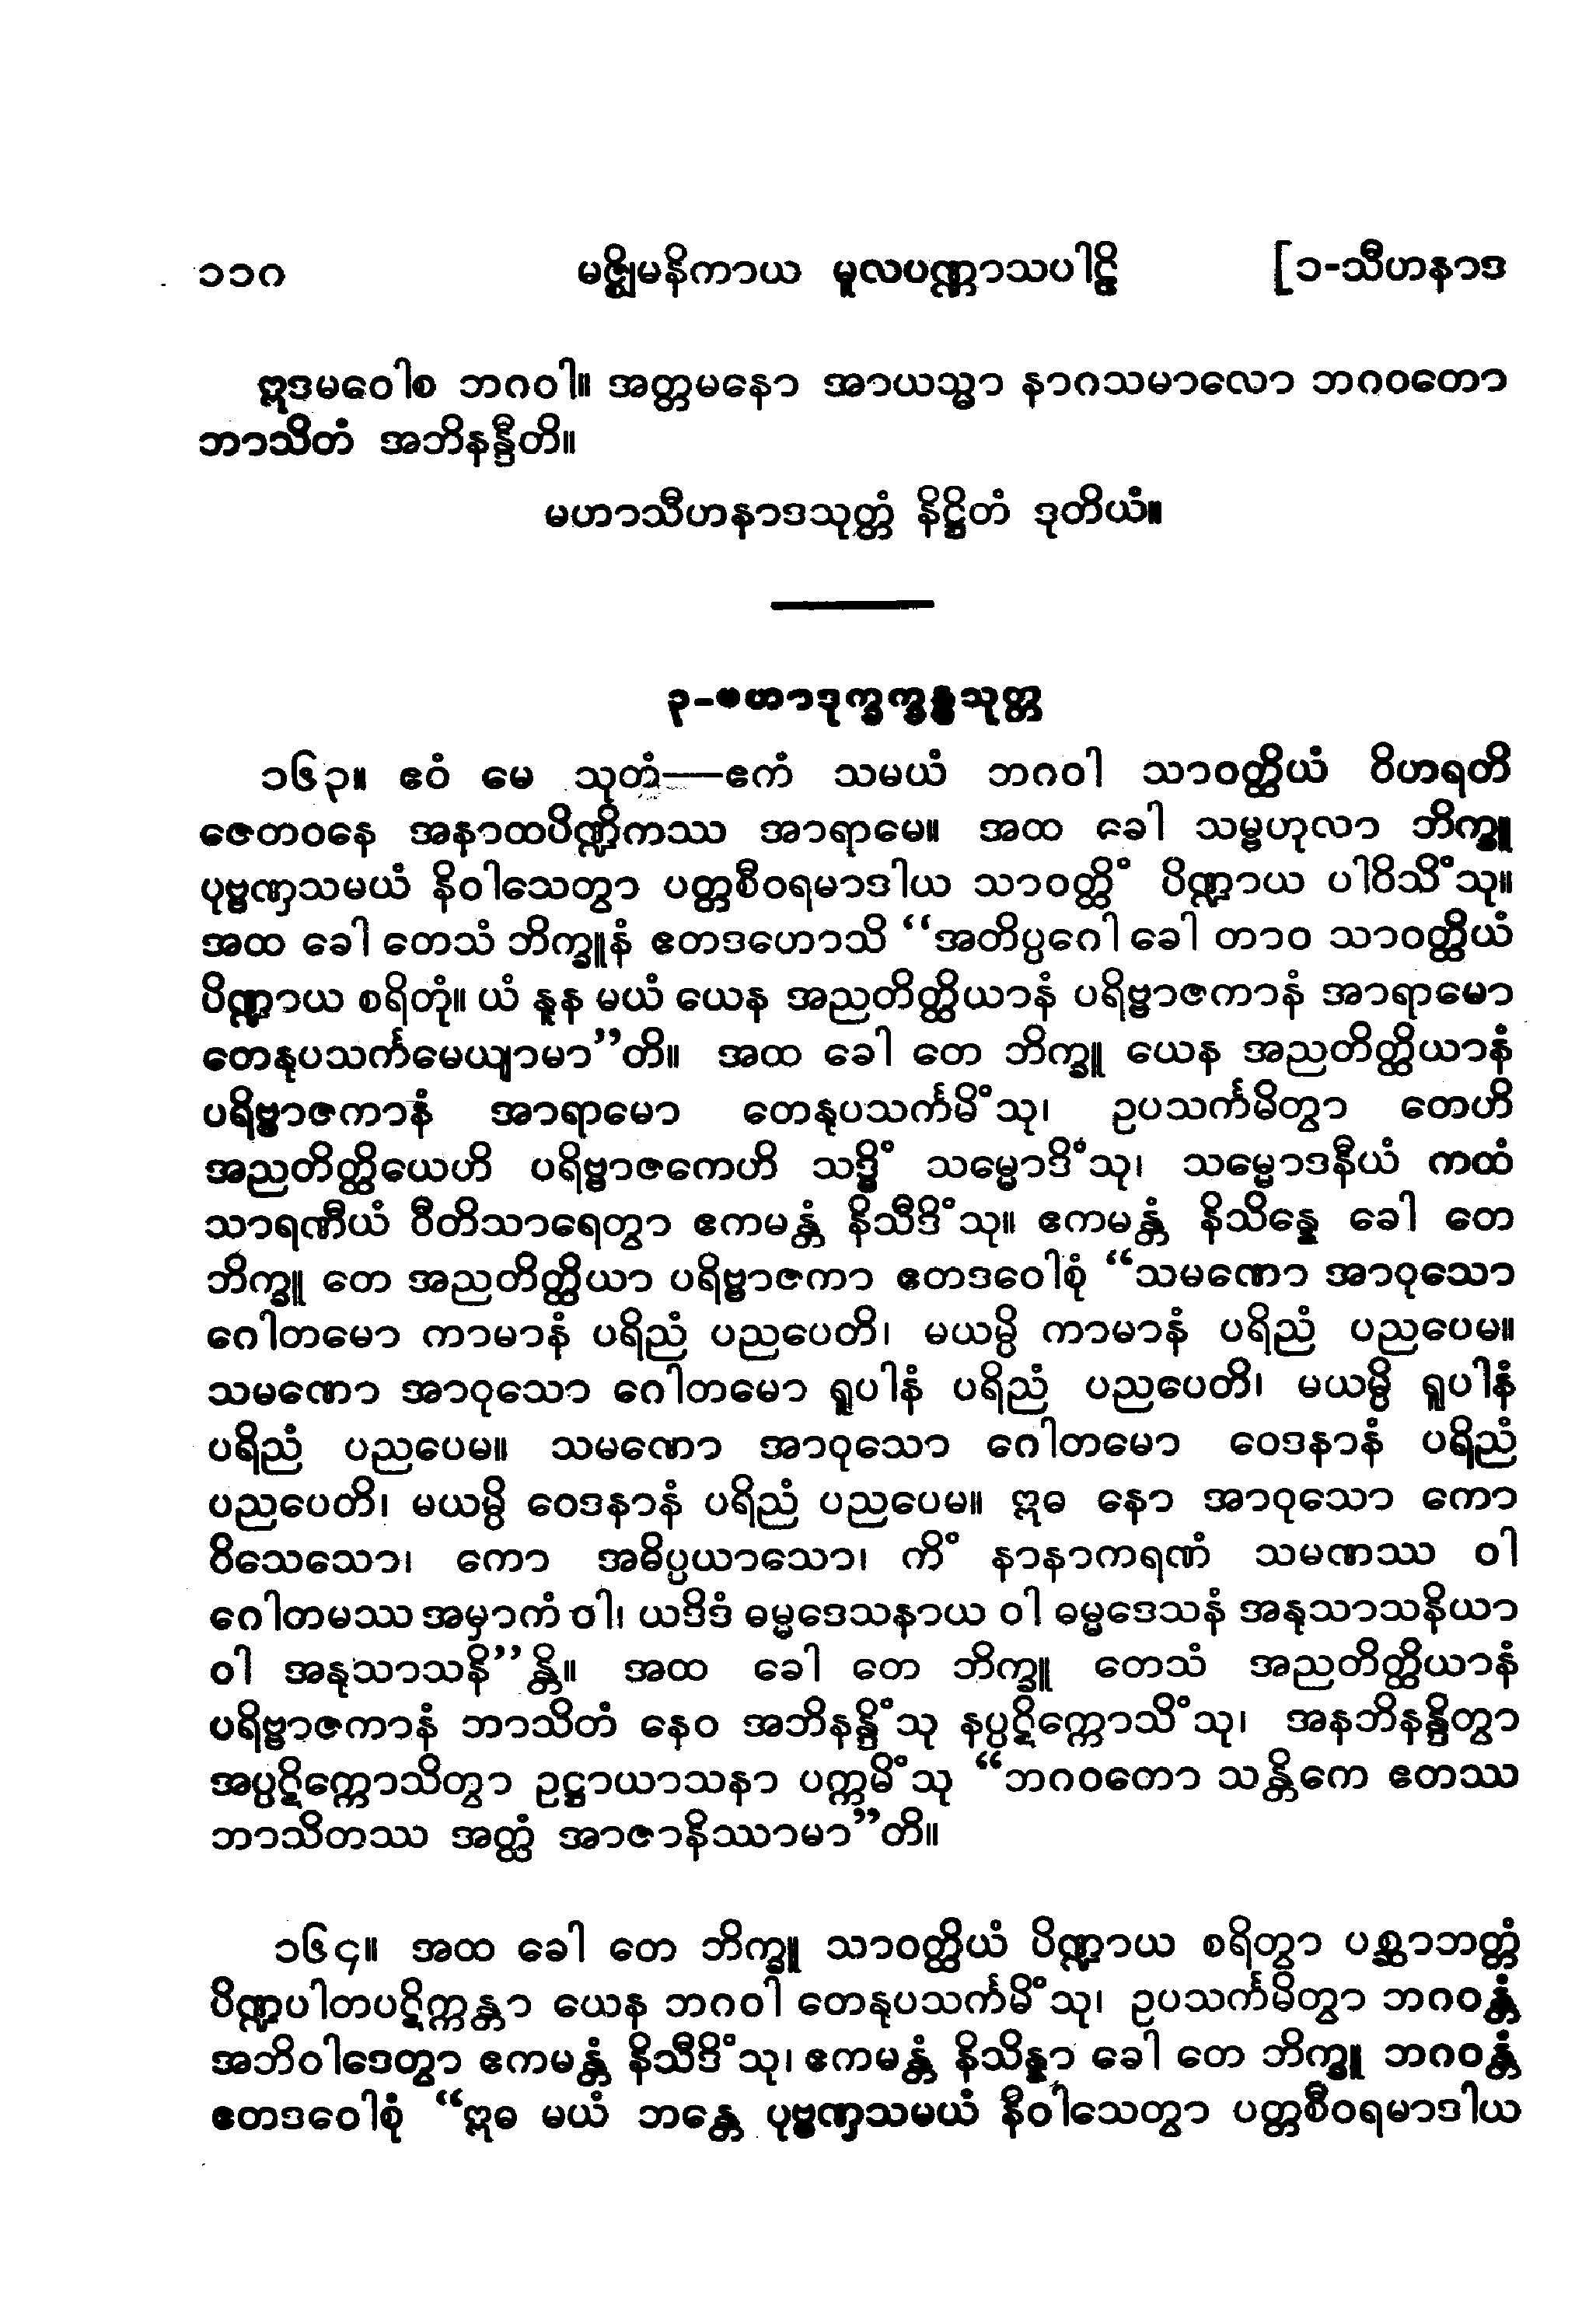 ၁၁၈ မဇ္ဈိမနိကာယ မူလပဏ္ဏာသပါဠိ [၁-သီဟနာဒ
ဣဒမဝေါစ ဘဂဝါ။ အတ္တမနော အာယသ္မာ နာဂသမာလော ဘဂဝတော
ဘာသိတံ အဘိနန္ဒီတိ။
မဟာသီဟနာဒသုတ္တံ နိဋ္ဌိတံ ဒုတိယံ။
၃-မဟာဒုက္ခက္ခန္ဓသုတ္တ
၁၆၃။ ဧဝံ မေ သုတံ—ဧကံ သမယံ ဘဂဝါ သာဝတ္ထိယံ ဝိဟရတိ
ဇေတဝနေ အနာထပိဏ္ဍိကဿ အာရာမေ။ အထ ခေါ သမ္ဗဟုလာ ဘိက္ခူ
ပုဗ္ဗဏှသမယံ နိဝါသေတွာ ပတ္တစီဝရမာဒါယ သာဝတ္ထိံ ပိဏ္ဍာယ ပါဝိသိံသု။
အထ ခေါ တေသံ ဘိက္ခူနံ ဧတဒဟောသိ “အတိပ္ပဂေါ ခေါ တာဝ သာဝတ္ထိယံ
ပိဏ္ဍာယ စရိတုံ။ ယံ နူန မယံ ယေန အညတိတ္ထိယာနံ ပရိဗ္ဗာဇကာနံ အာရာမော
တေနုပသင်္ကမေယျာမာ”တိ။ အထ ခေါ တေ ဘိက္ခူ ယေန အညတိတ္ထိယာနံ
ပရိဗ္ဗာဇကာနံ အာရာမော တေနုပသင်္ကမိံသု၊ ဥပသင်္ကမိတွာ တေဟိ
အညတိတ္ထိယေဟိ ပရိဗ္ဗာဇကေဟိ သဒ္ဓိံ သမ္မောဒိံသု၊ သမ္မောဒနီယံ ကထံ
သာရဏီယံ ဝီတိသာရေတွာ ဧကမန္တံ နိသီဒိံသု။ ဧကမန္တံ နိသိန္နေ ခေါ တေ
ဘိက္ခူ တေ အညတိတ္ထိယာ ပရိဗ္ဗာဇကာ ဧတဒဝေါစုံ “သမဏော အာဝုသော
ဂေါတမော ကာမာနံ ပရိညံ ပညပေတိ၊ မယမ္ပိ ကာမာနံ ပရိညံ ပညပေမ။
သမဏော အာဝုသော ဂေါတမော ရူပါနံ ပရိညံ ပညပေတိ၊ မယမ္ပိ ရူပါနံ
ပရိညံ ပညပေမ။ သမဏော အာဝုသော ဂေါတမော ဝေဒနာနံ ပရိညံ
ပညပေတိ၊ မယမ္ပိ ဝေဒနာနံ ပရိညံ ပညပေမ။ ဣဓ နော အာဝုသော ကော
ဝိသေသော၊ ကော အဓိပ္ပယာသော၊ ကိံ နာနာကရဏံ သမဏဿ ဝါ
ဂေါတမဿ အမှာကံ ဝါ၊ ယဒိဒံ ဓမ္မဒေသနာယ ဝါ ဓမ္မဒေသနံ အနုသာသနိယာ
ဝါ အနုသာသနိ”န္တိ။ အထ ခေါ တေ ဘိက္ခူ တေသံ အညတိတ္ထိယာနံ
ပရိဗ္ဗာဇကာနံ ဘာသိတံ နေဝ အဘိနန္ဒိံသု နပ္ပဋိက္ကောသိံသု၊ အနဘိနန္ဒိတွာ
အပ္ပဋိက္ကောသိတွာ ဥဋ္ဌာယာသနာ ပက္ကမိံသု “ဘဂဝတော သန္တိကေ ဧတဿ
ဘာသိတဿ အတ္ထံ အာဇာနိဿာမာ”တိ။
၁၆၄။ အထ ခေါ တေ ဘိက္ခူ သာဝတ္ထိယံ ပိဏ္ဍာယ စရိတွာ ပစ္ဆာဘတ္တံ
ပိဏ္ဍပါတပဋိက္ကန္တာ ယေန ဘဂဝါ တေနုပသင်္ကမိံသု၊ ဥပသင်္ကမိတွာ ဘဂဝန္တံ
အဘိဝါဒေတွာ ဧကမန္တံ နိသီဒိံသု၊ ဧကမန္တံ နိသိန္နာ ခေါ တေ ဘိက္ခူ ဘဂဝန္တံ
ဧတဒဝေါစုံ “ဣဓ မယံ ဘန္တေ ပုဗ္ဗဏှသမယံ နိဝါသေတွာ ပတ္တစီဝရမာဒါယ